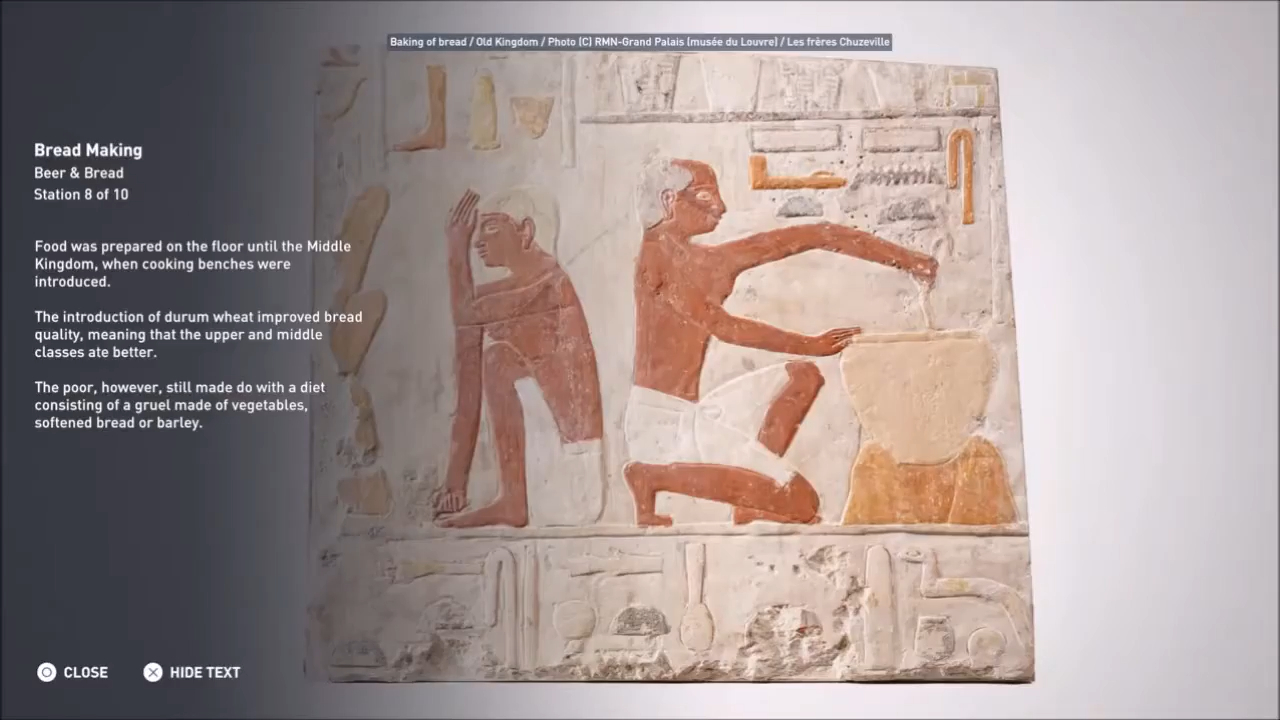 Baking of bread / Old Kingdom / Photo (C) RMN-Grand Palais (musée du Louvre) / Les frères Chuzeville
Bread Making
Beer & Bread
Station 8 of 10
Food was prepared on the floor until the Middle
Kingdom, when cooking benches were
introduced.
The introduction of durum wheat improved bread
quality, meaning that the upper and middle
classes ate better.
The poor, however, still made do with a diet
consisting of a gruel made of vegetables,
softened bread or barley.
CLOSE
HIDE TEXT